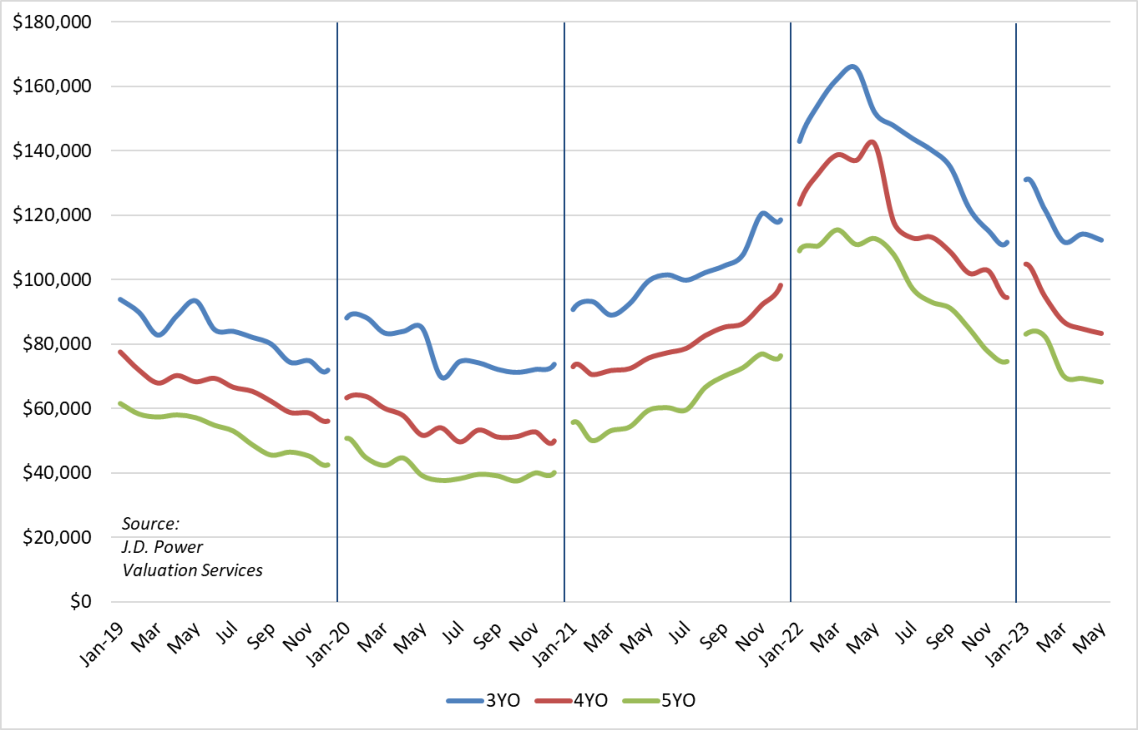 $180,000
$160,000
$140,000
$120,000
$100,000
$80,000
$60,000
$40,000
$20,000
$0
Source:
J.D. Power
Valuation Services
Jan-19 Mar May Jul Sep Nov Jan-20 Mar May Jul Sep Nov Jan-21 Mar May Jul Sep Nov Jan-22 Mar May Jul Sep Nov Jan-23 Mar May
3YO 4YO 5YO